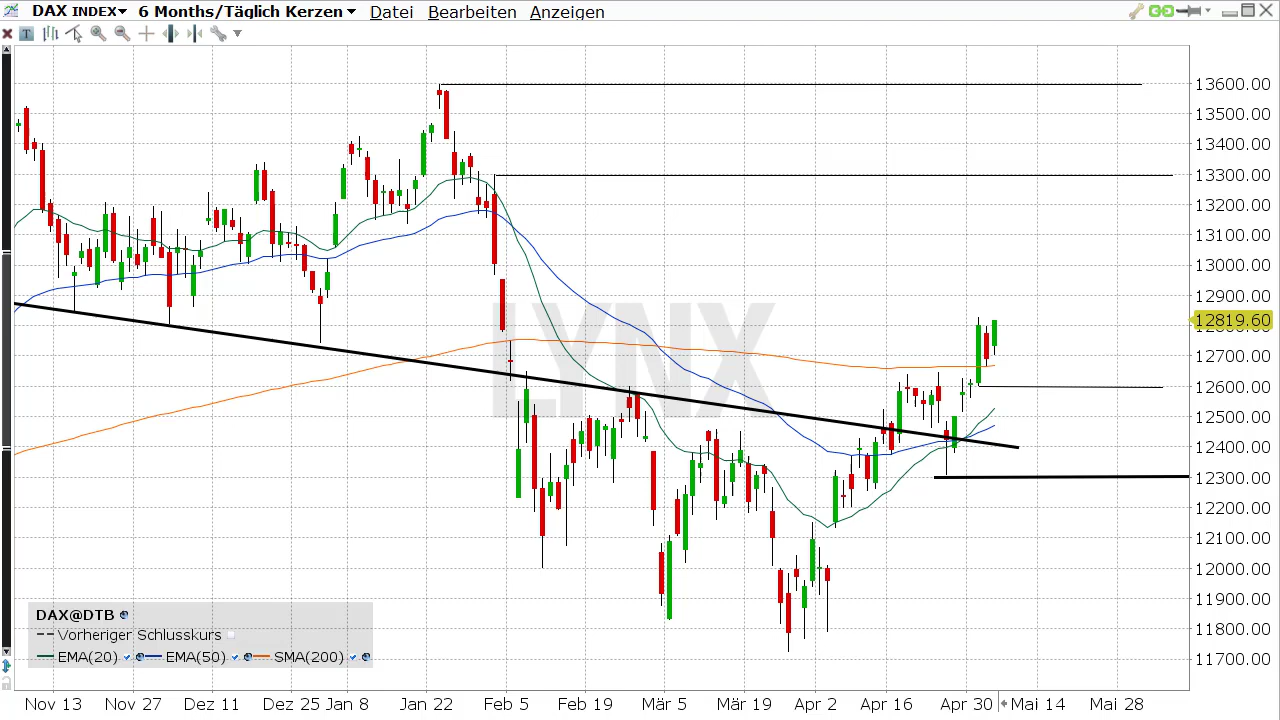 DAX INDEX 6 Months/Täglich Kerzen Datei Bearbeiten Anzeigen
T
13600.00
13500.00
13400.00
13300.00
13200.00
13100.00
13000.00
12900.00
12819.60
12700.00
12600.00
12500.00
12400.00
12300.00
12200.00
12100.00
12000.00
11900.00
11800.00
11700.00
LYNX
DAX@DTB
Vorheriger Schlusskurs
EMA(20) EMA(50) SMA(200)
Nov 13 Nov 27 Dez 11 Dez 25 Jan 8 Jan 22 Feb 5 Feb 19 Mär 5 Mär 19 Apr 2 Apr 16 Apr 30 Mai 14 Mai 28